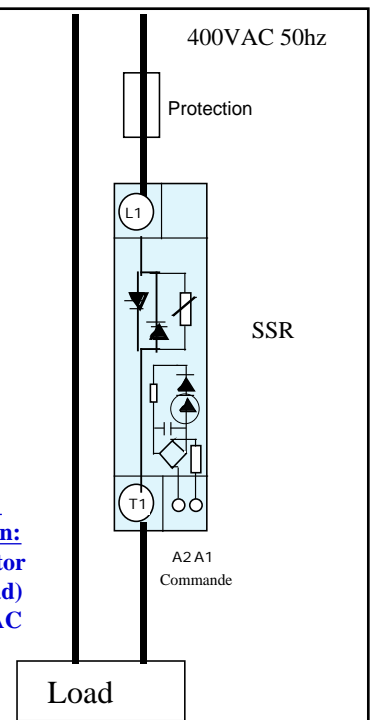 400VAC 50hz
Protection
L1
SSR
T1
A2 A1
Commande
n:
tor
d)
AC
Load